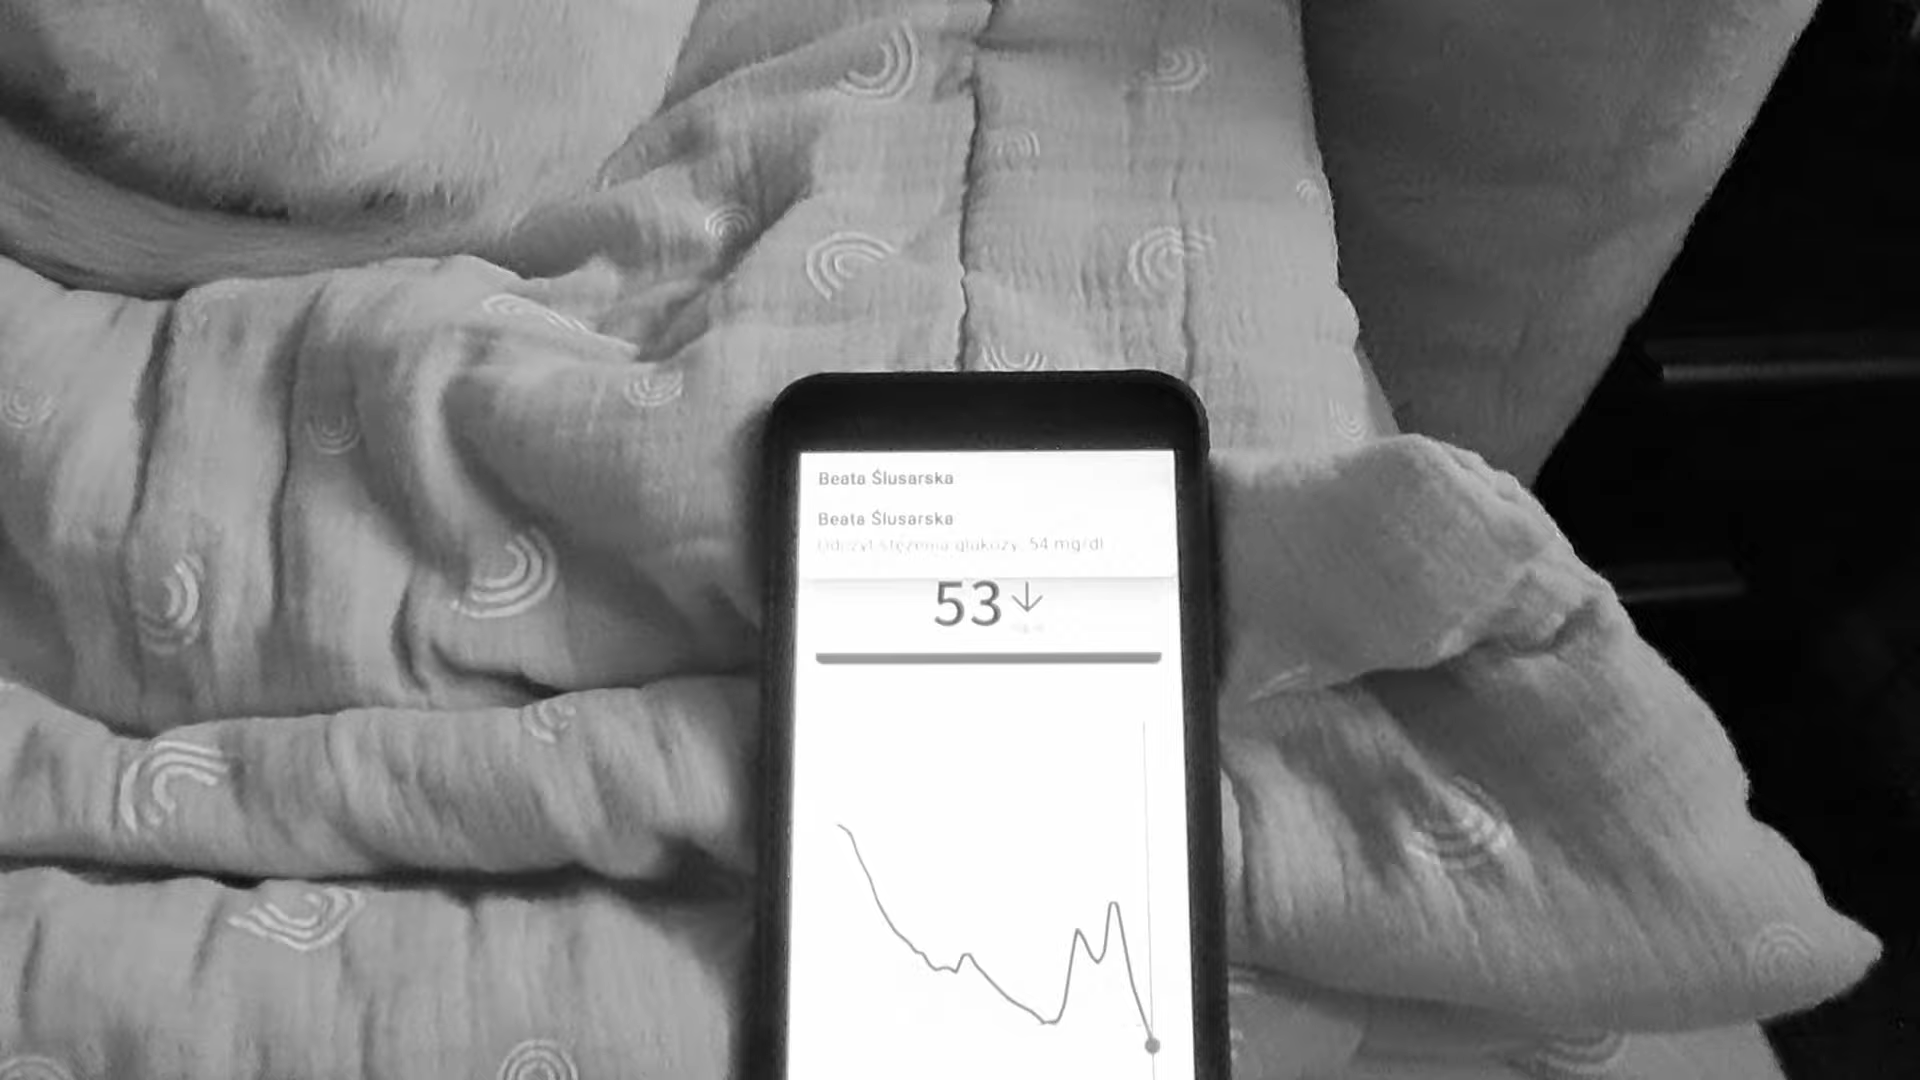 Beata Ślusarska
Beata Ślusarska
Odczyt stężenia glukozy: 54 mg/dl
53↓